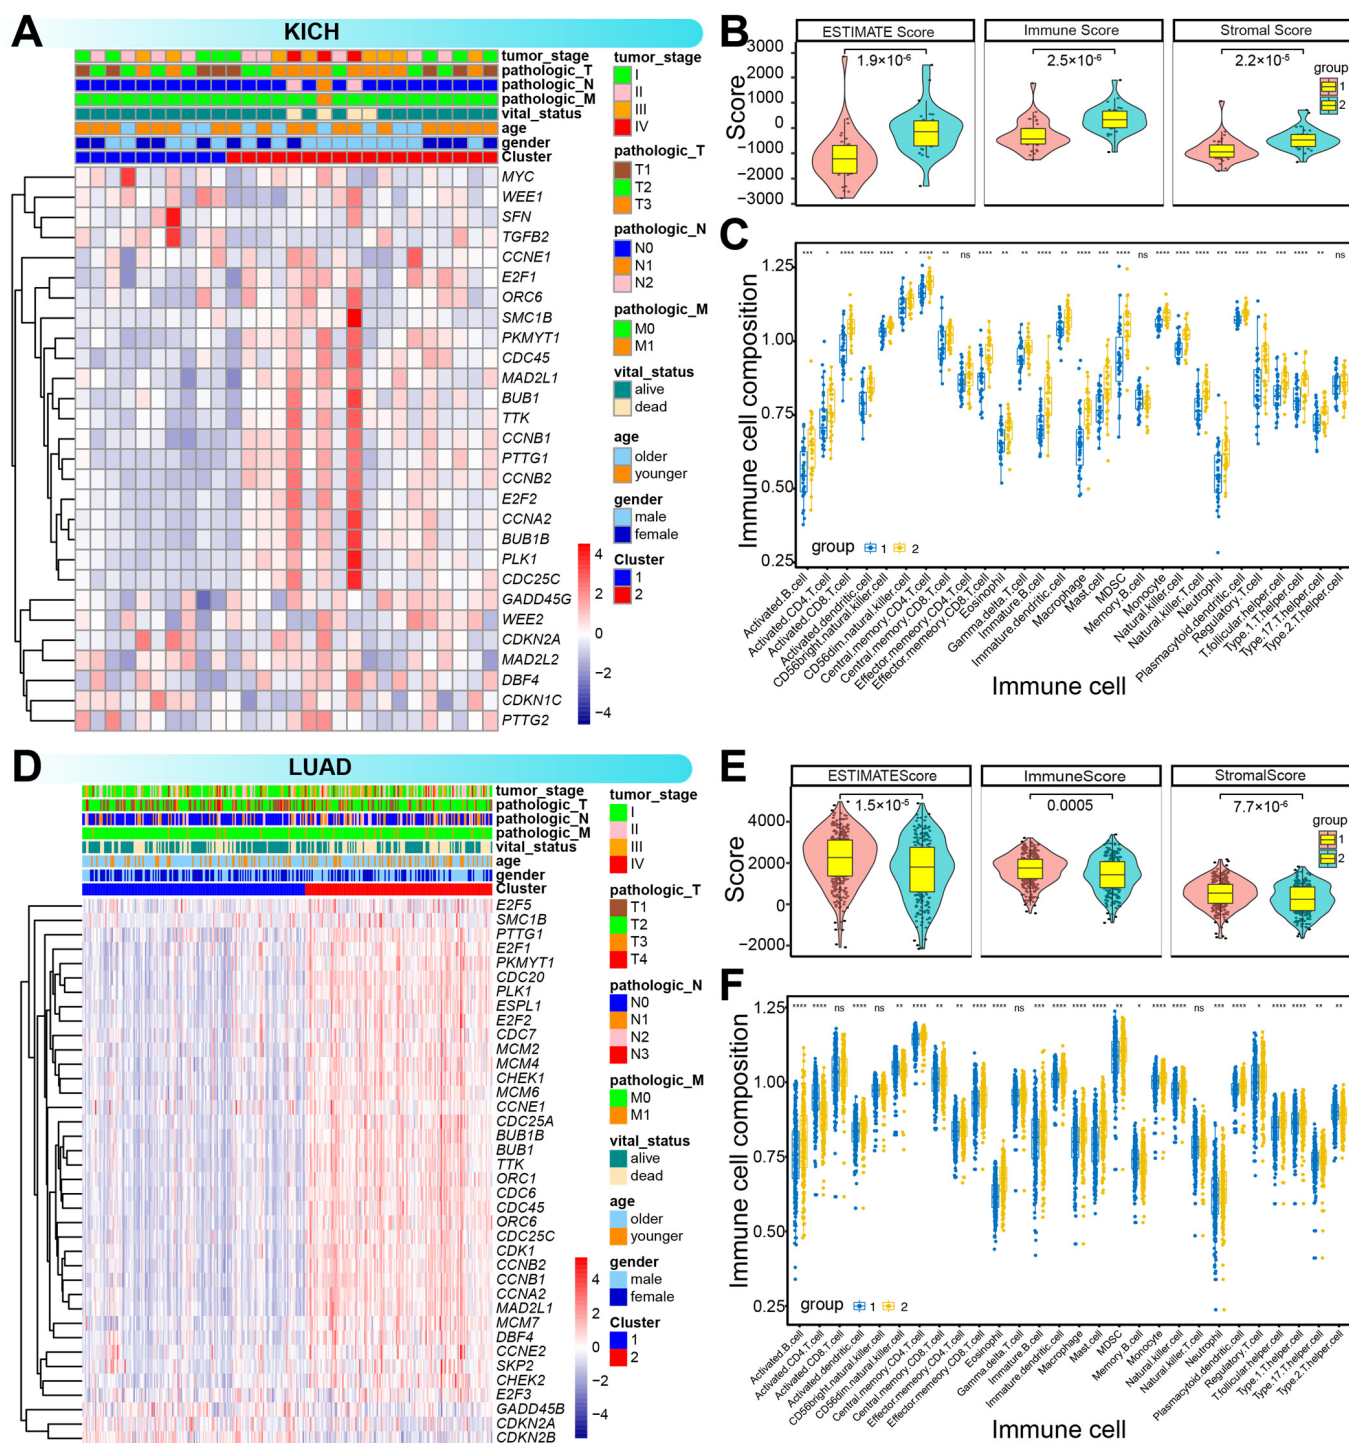 A
KICH
tumor_stage
pathologic_T
pathologic_N
pathologic_M
vital_status
age
gender
Cluster
MYC
WEE1
SFN
TGFB2
CCNE1
E2F1
ORC6
SMC1B
PKMYT1
CDC45
MAD2L1
BUB1
TTK
CCNB1
PTTG1
CCNB2
E2F2
CCNA2
BUB1B
PLK1
CDC25C
GADD45G
WEE2
CDKN2A
MAD2L2
DBF4
CDKN1C
PTTG2
tumor_stage
I
II
III
IV
pathologic_T
T1
T2
T3
pathologic_N
N0
N1
N2
pathologic_M
M0
M1
vital_status
alive
dead
age
older
younger
gender
male
female
Cluster
1
2
4
2
0
−2
−4
B
ESTIMATE Score
Immune Score
Stromal Score
1.9×10⁻⁶
2.5×10⁻⁶
2.2×10⁻⁵
Score
3000
2000
1000
0
−1000
−2000
−3000
group
1
2
C
Immune cell composition
1.25
1.00
0.75
0.50
0.25
*** * **** **** **** * **** ** ns **** ** ** **** **** ** *** *** ns *** **** **** *** **** **** *** *** *** ns
group 1 2
Activated.B.cell
Activated.CD4.T.cell
Activated.CD8.T.cell
Activated.dendritic.cell
CD56bright.natural.killer.cell
CD56dim.natural.killer.cell
Central.memory.CD4.T.cell
Central.memory.CD8.T.cell
Effector.memory.CD4.T.cell
Effector.memory.CD8.T.cell
Eosinophil
Gamma.delta.T.cell
Immature.B.cell
Immature.dendritic.cell
Macrophage
Mast.cell
MDSC
Memory.B.cell
Monocyte
Natural.killer.cell
Natural.killer.T.cell
Neutrophil
Plasmacytoid.dendritic.cell
Regulatory.T.cell
T.follicular.helper.cell
Type.1.T.helper.cell
Type.17.T.helper.cell
Type.2.T.helper.cell
Immune cell
D
LUAD
tumor_stage
pathologic_T
pathologic_N
pathologic_M
vital_status
age
gender
Cluster
E2F5
SMC1B
PTTG1
E2F1
PKMYT1
CDC20
PLK1
ESPL1
E2F2
CDC7
MCM2
MCM4
CHEK1
MCM6
CCNE1
CDC25A
BUB1B
BUB1
TTK
ORC1
CDC6
CDC45
ORC6
CDC25C
CDK1
CCNB2
CCNB1
CCNA2
MAD2L1
MCM7
DBF4
CCNE2
SKP2
CHEK2
E2F3
GADD45B
CDKN2A
CDKN2B
tumor_stage
I
II
III
IV
pathologic_T
T1
T2
T3
T4
pathologic_N
N0
N1
N2
N3
pathologic_M
M0
M1
vital_status
alive
dead
age
older
younger
gender
male
female
Cluster
1
2
4
2
0
−2
−4
E
ESTIMATEScore
ImmuneScore
StromalScore
1.5×10⁻⁵
0.0005
7.7×10⁻⁶
Score
4000
2000
0
−2000
group
1
2
F
Immune cell composition
1.25
1.00
0.75
0.50
0.25
**** **** ns **** ns ** **** ** ** **** **** ns *** **** **** **** ** * **** **** ns *** **** * **** **** ** **
group 1 2
Activated.B.cell
Activated.CD4.T.cell
Activated.CD8.T.cell
Activated.dendritic.cell
CD56bright.natural.killer.cell
CD56dim.natural.killer.cell
Central.memory.CD4.T.cell
Central.memory.CD8.T.cell
Effector.memory.CD4.T.cell
Effector.memory.CD8.T.cell
Eosinophil
Gamma.delta.T.cell
Immature.B.cell
Immature.dendritic.cell
Macrophage
Mast.cell
MDSC
Memory.B.cell
Monocyte
Natural.killer.cell
Natural.killer.T.cell
Neutrophil
Plasmacytoid.dendritic.cell
Regulatory.T.cell
T.follicular.helper.cell
Type.1.T.helper.cell
Type.17.T.helper.cell
Type.2.T.helper.cell
Immune cell